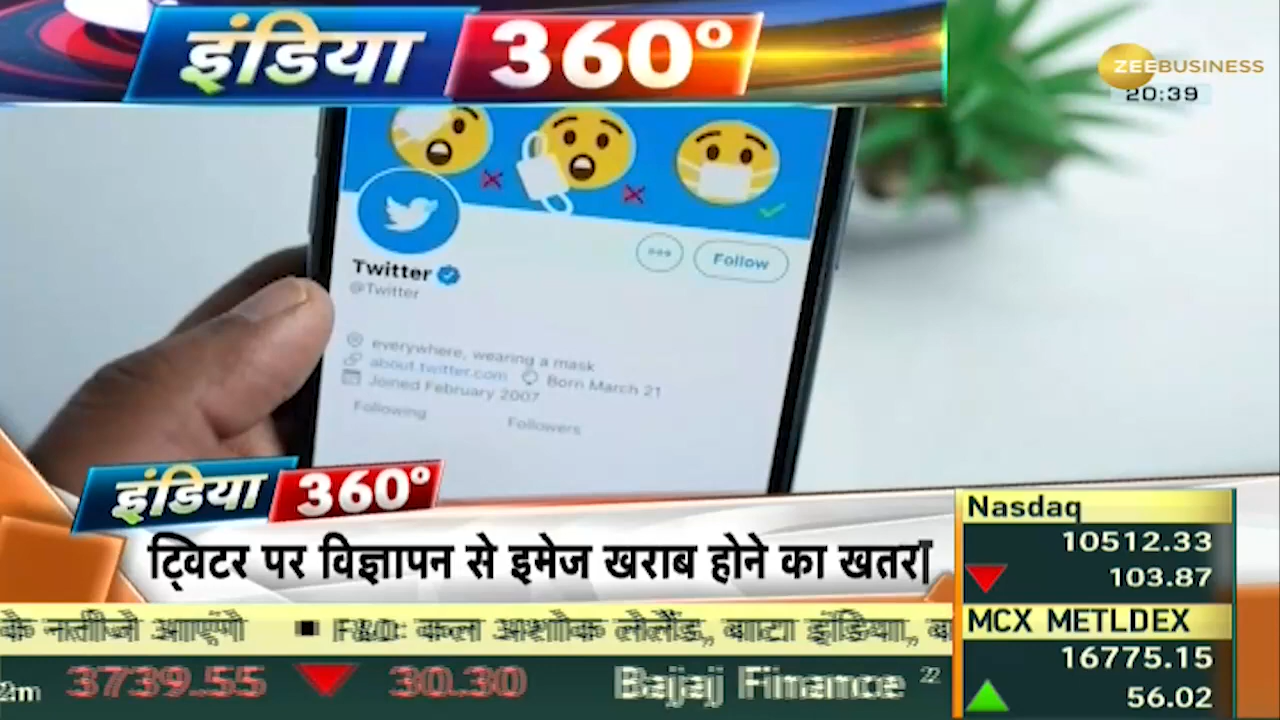 इंडिया 360°
ZEEBUSINESS
20:39
Twitter
@Twitter
Follow
everywhere, wearing a mask
about.twitter.com Born March 21
Joined February 2007
Following Followers
इंडिया 360°
ट्विटर पर विज्ञापन से इमेज खराब होने का खतरा
Nasdaq
10512.33
103.87
MCX METLDEX
16775.15
56.02
के नतीजे आएंगे ■ F&O: कल अशोक लेलैंड, बाटा इंडिया,
3739.55 30.30 Bajaj Finance 22